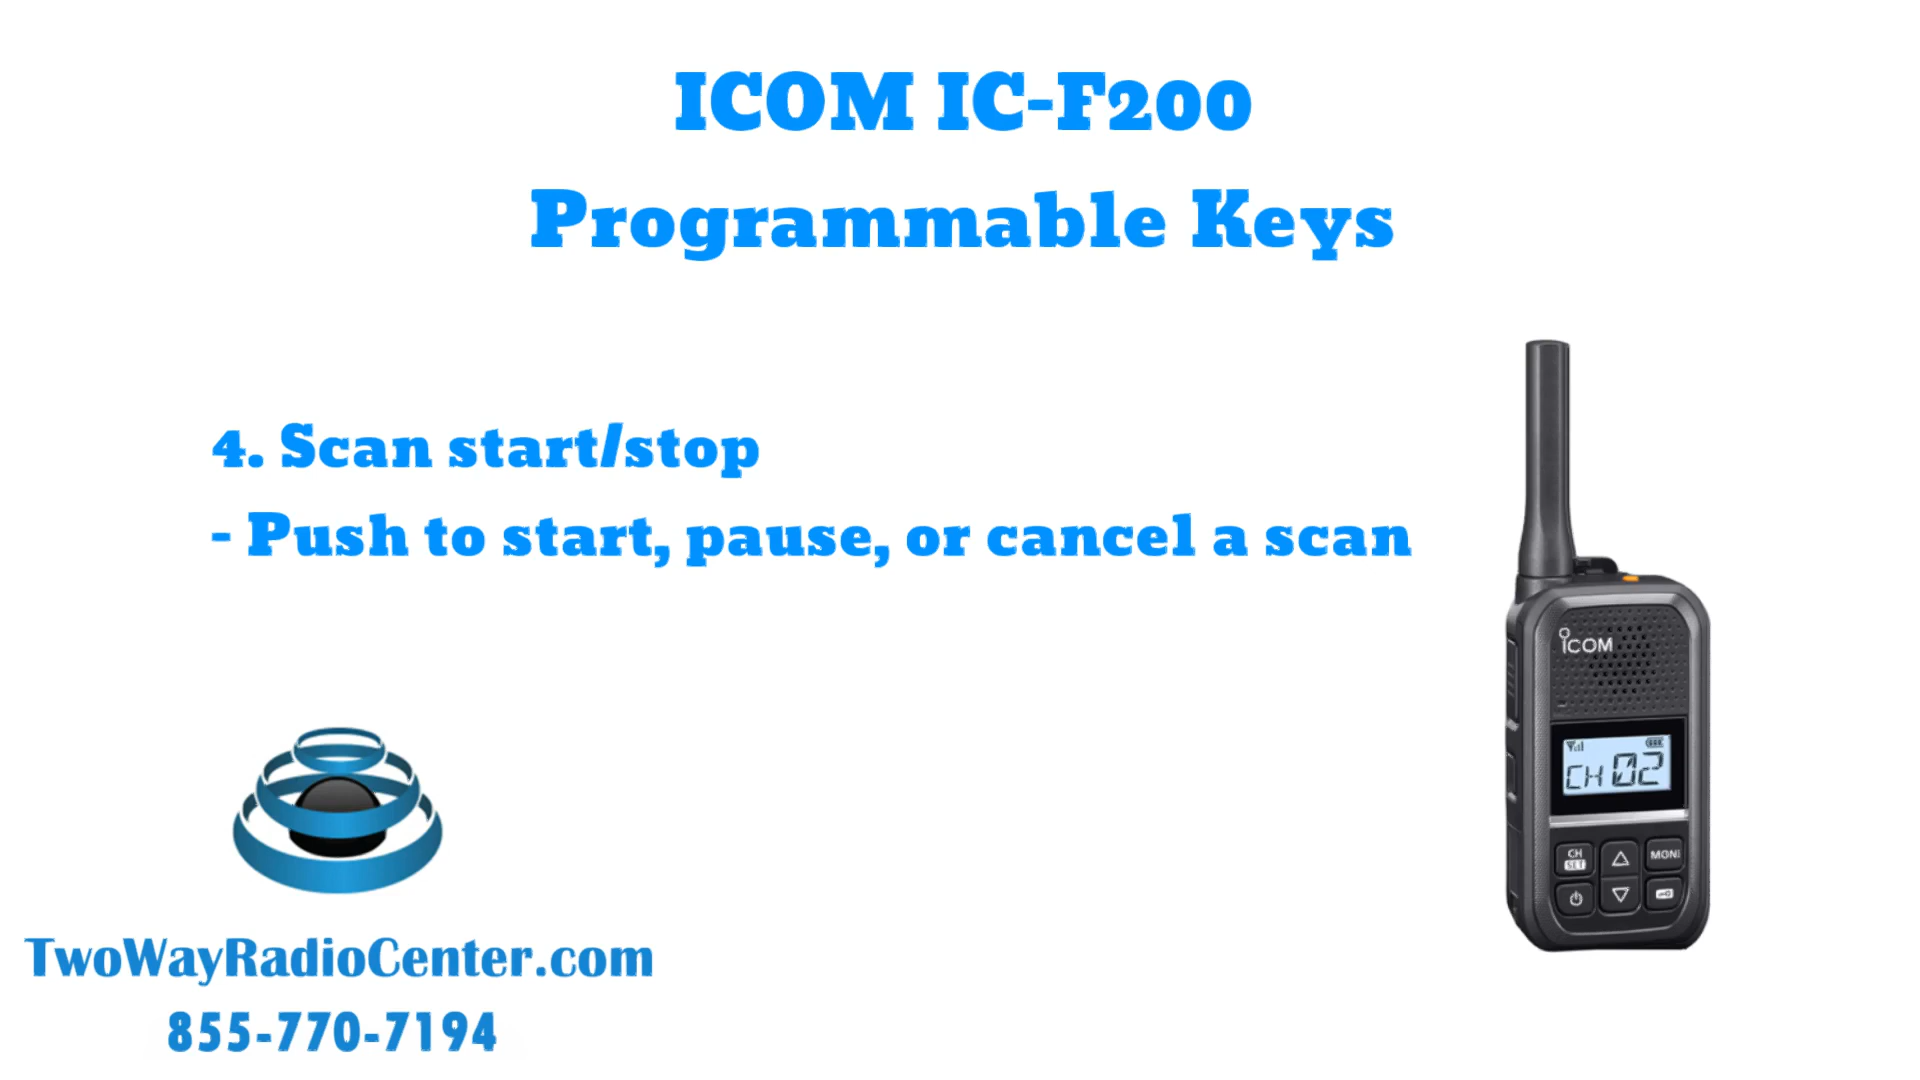 ICOM IC-F200
Programmable Keys
4. Scan start/stop
- Push to start, pause, or cancel a scan
ICOM
CH 02
CH
SET
MONI
TwoWayRadioCenter.com
855-770-7194